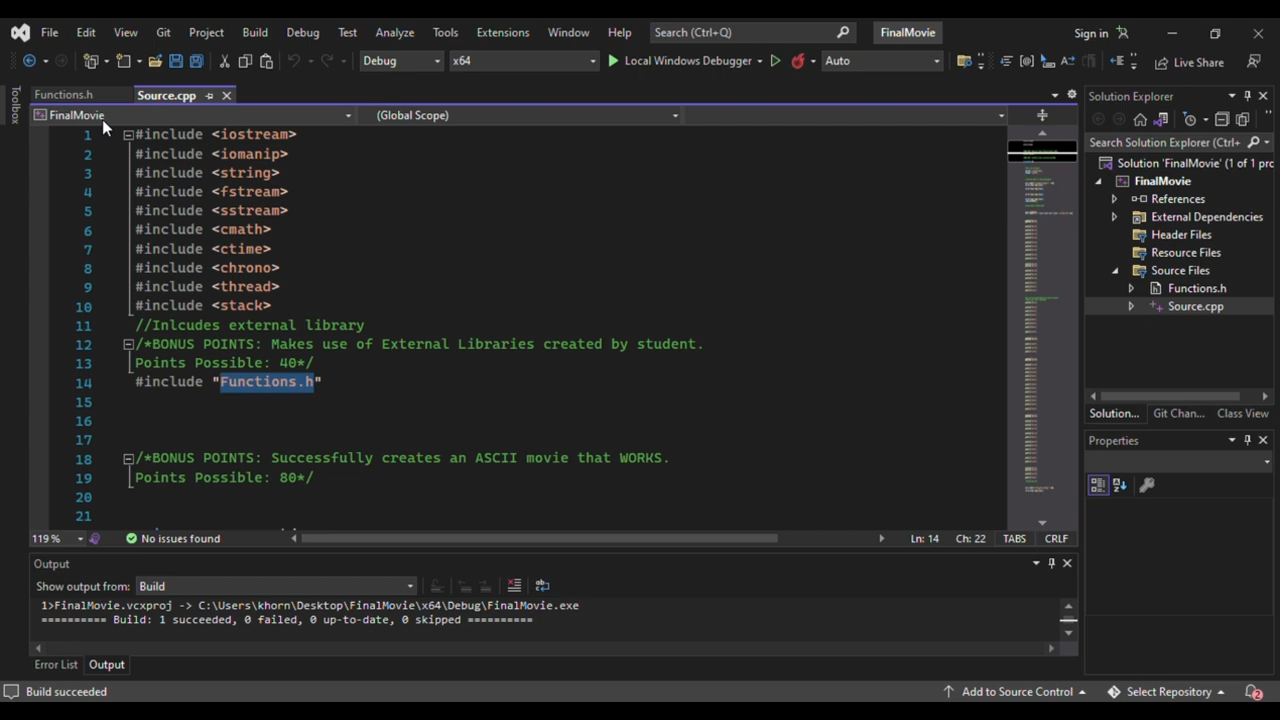 File Edit View Git Project Build Debug Test Analyze Tools Extensions Window Help Search (Ctrl+Q) FinalMovie Sign in
Debug x64 Local Windows Debugger Auto Live Share
Toolbox
Functions.h Source.cpp
FinalMovie (Global Scope)
1 #include <iostream>
2 #include <iomanip>
3 #include <string>
4 #include <fstream>
5 #include <sstream>
6 #include <cmath>
7 #include <ctime>
8 #include <chrono>
9 #include <thread>
10 #include <stack>
11 //Inlcudes external library
12 /*BONUS POINTS: Makes use of External Libraries created by student.
13 Points Possible: 40*/
14 #include "Functions.h"
15
16
17
18 /*BONUS POINTS: Successfully creates an ASCII movie that WORKS.
19 Points Possible: 80*/
20
21
119 % No issues found Ln: 14 Ch: 22 TABS CRLF
Output
Show output from: Build
1>FinalMovie.vcxproj -> C:\Users\khorn\Desktop\FinalMovie\x64\Debug\FinalMovie.exe
========== Build: 1 succeeded, 0 failed, 0 up-to-date, 0 skipped ==========
Error List Output
Solution Explorer
Search Solution Explorer (Ctrl+
Solution 'FinalMovie' (1 of 1 prc
FinalMovie
References
External Dependencies
Header Files
Resource Files
Source Files
Functions.h
Source.cpp
Solution... Git Chan... Class View
Properties
Build succeeded Add to Source Control Select Repository 2